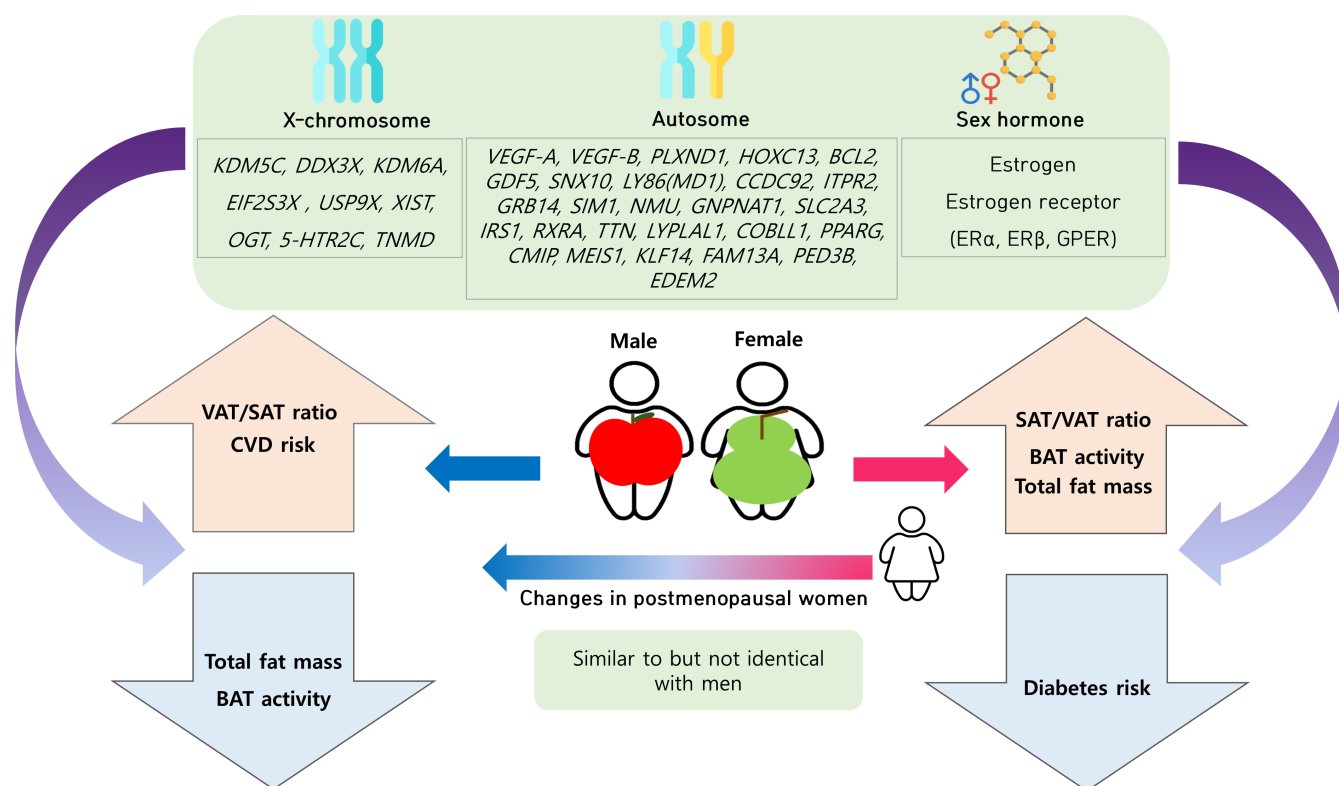 X-chromosome
KDM5C, DDX3X, KDM6A,
EIF2S3X , USP9X, XIST,
OGT, 5-HTR2C, TNMD
Autosome
VEGF-A, VEGF-B, PLXND1, HOXC13, BCL2,
GDF5, SNX10, LY86(MD1), CCDC92, ITPR2,
GRB14, SIM1, NMU, GNPNAT1, SLC2A3,
IRS1, RXRA, TTN, LYPLAL1, COBLL1, PPARG,
CMIP, MEIS1, KLF14, FAM13A, PED3B,
EDEM2
Sex hormone
Estrogen
Estrogen receptor
(ERα, ERβ, GPER)
VAT/SAT ratio
CVD risk
Male
Female
SAT/VAT ratio
BAT activity
Total fat mass
Changes in postmenopausal women
Similar to but not identical
with men
Total fat mass
BAT activity
Diabetes risk